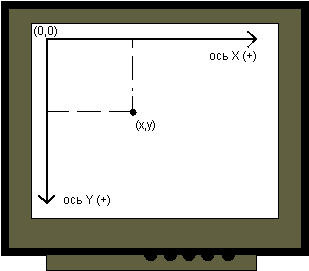 (0,0)
ось X (+)
(x,y)
ось Y (+)